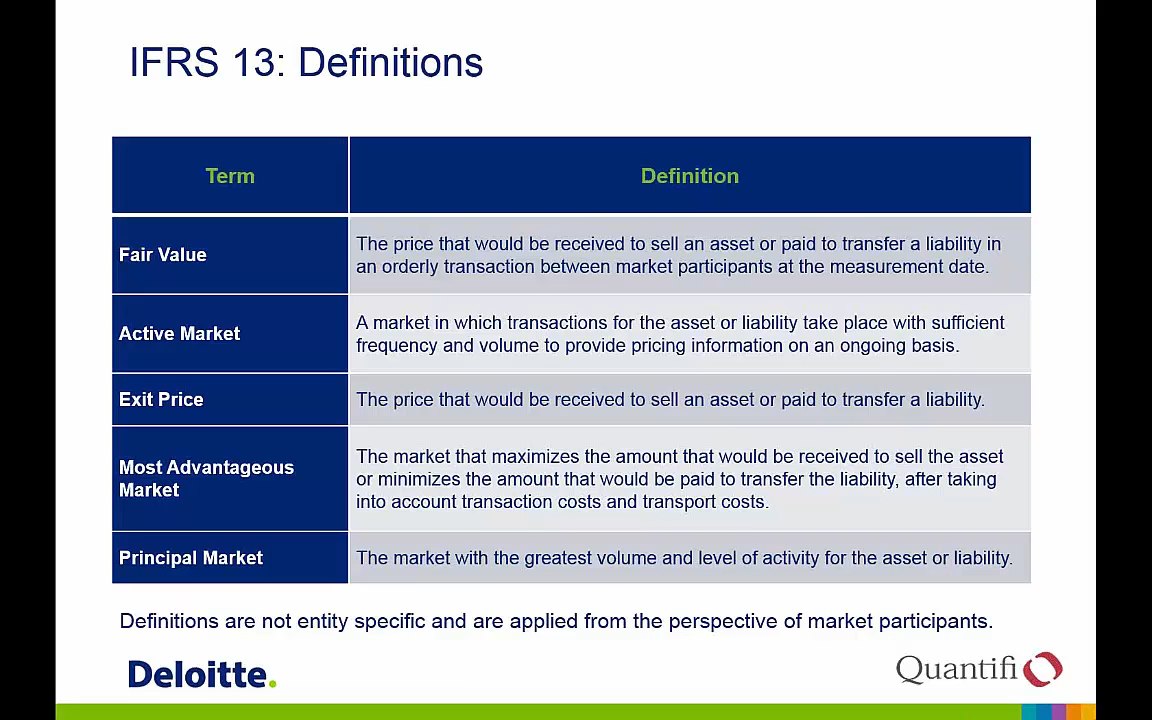 IFRS 13: Definitions
Term
Definition
Fair Value
The price that would be received to sell an asset or paid to transfer a liability in
an orderly transaction between market participants at the measurement date.
Active Market
A market in which transactions for the asset or liability take place with sufficient
frequency and volume to provide pricing information on an ongoing basis.
Exit Price
The price that would be received to sell an asset or paid to transfer a liability.
Most Advantageous
Market
The market that maximizes the amount that would be received to sell the asset
or minimizes the amount that would be paid to transfer the liability, after taking
into account transaction costs and transport costs.
Principal Market
The market with the greatest volume and level of activity for the asset or liability.
Definitions are not entity specific and are applied from the perspective of market participants.
Deloitte.
Quantifi